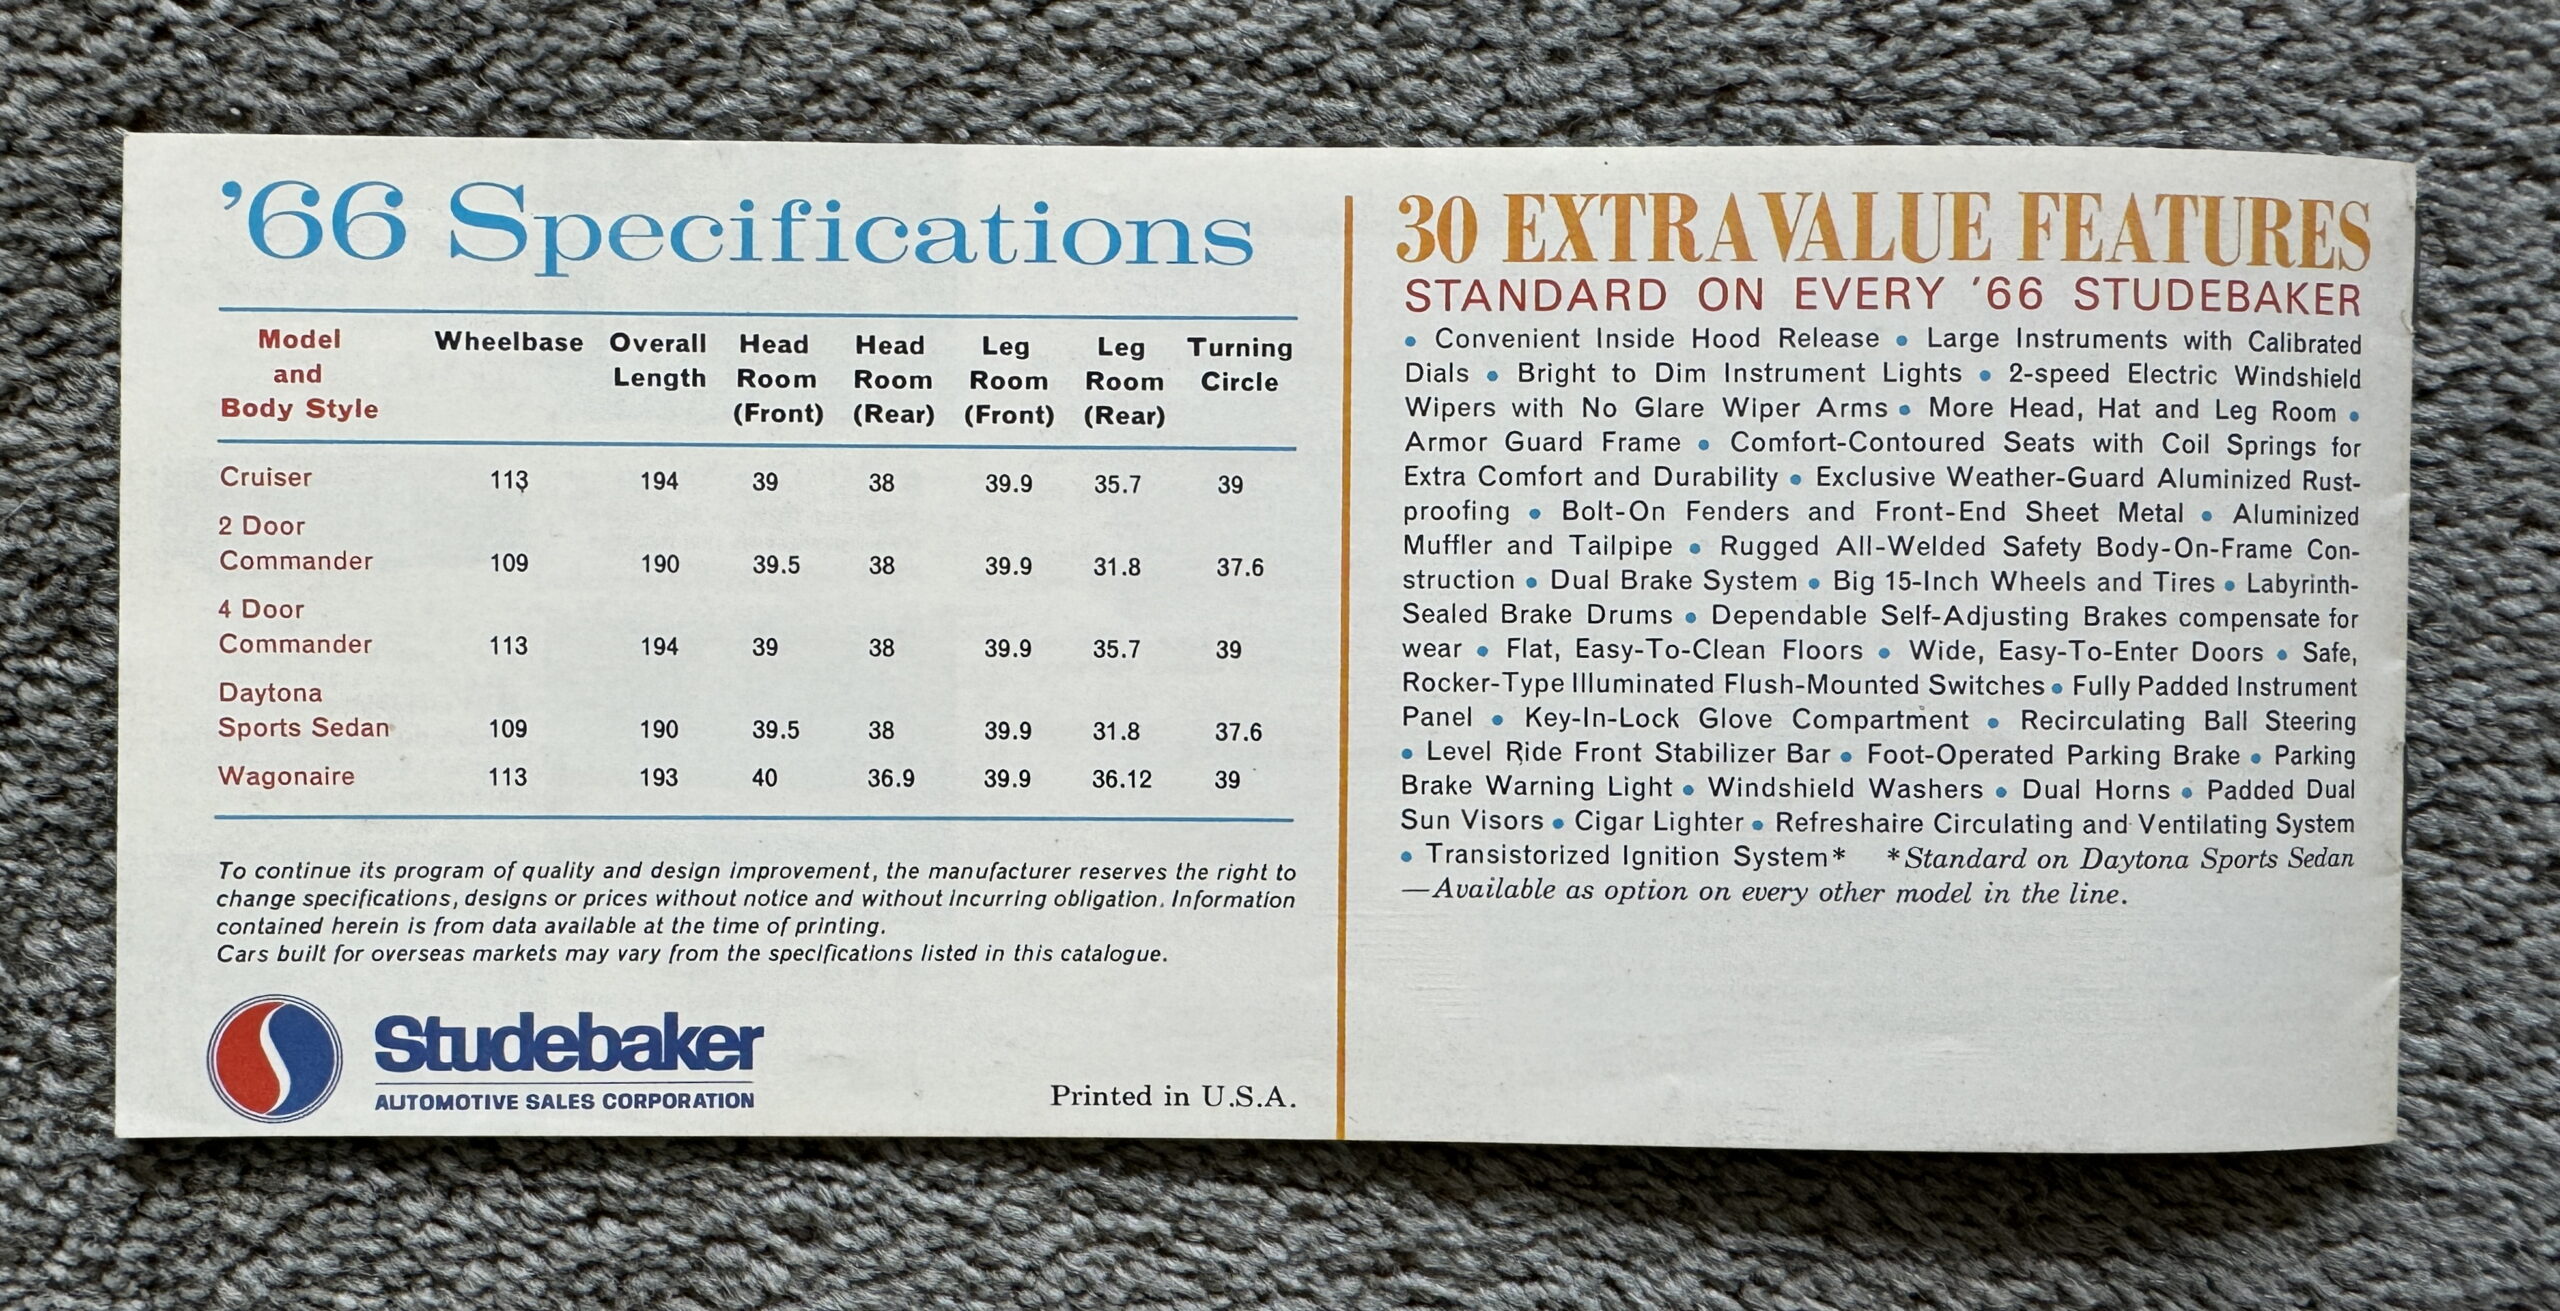 ’66 Specifications
Model and Body Style Wheelbase Overall Length Head Room (Front) Head Room (Rear) Leg Room (Front) Leg Room (Rear) Turning Circle
Cruiser 113 194 39 38 39.9 35.7 39
2 Door
Commander 109 190 39.5 38 39.9 31.8 37.6
4 Door
Commander 113 194 39 38 39.9 35.7 39
Daytona
Sports Sedan 109 190 39.5 38 39.9 31.8 37.6
Wagonaire 113 193 40 36.9 39.9 36.12 39
To continue its program of quality and design improvement, the manufacturer reserves the right to
change specifications, designs or prices without notice and without incurring obligation. Information
contained herein is from data available at the time of printing.
Cars built for overseas markets may vary from the specifications listed in this catalogue.
Studebaker
AUTOMOTIVE SALES CORPORATION
Printed in U.S.A.
30 EXTRA VALUE FEATURES
STANDARD ON EVERY ’66 STUDEBAKER
• Convenient Inside Hood Release • Large Instruments with Calibrated
Dials • Bright to Dim Instrument Lights • 2-speed Electric Windshield
Wipers with No Glare Wiper Arms • More Head, Hat and Leg Room •
Armor Guard Frame • Comfort-Contoured Seats with Coil Springs for
Extra Comfort and Durability • Exclusive Weather-Guard Aluminized Rust-
proofing • Bolt-On Fenders and Front-End Sheet Metal • Aluminized
Muffler and Tailpipe • Rugged All-Welded Safety Body-On-Frame Con-
struction • Dual Brake System • Big 15-Inch Wheels and Tires • Labyrinth-
Sealed Brake Drums • Dependable Self-Adjusting Brakes compensate for
wear • Flat, Easy-To-Clean Floors • Wide, Easy-To-Enter Doors • Safe,
Rocker-Type Illuminated Flush-Mounted Switches • Fully Padded Instrument
Panel • Key-In-Lock Glove Compartment • Recirculating Ball Steering
• Level Ride Front Stabilizer Bar • Foot-Operated Parking Brake • Parking
Brake Warning Light • Windshield Washers • Dual Horns • Padded Dual
Sun Visors • Cigar Lighter • Refreshaire Circulating and Ventilating System
• Transistorized Ignition System* *Standard on Daytona Sports Sedan
—Available as option on every other model in the line.